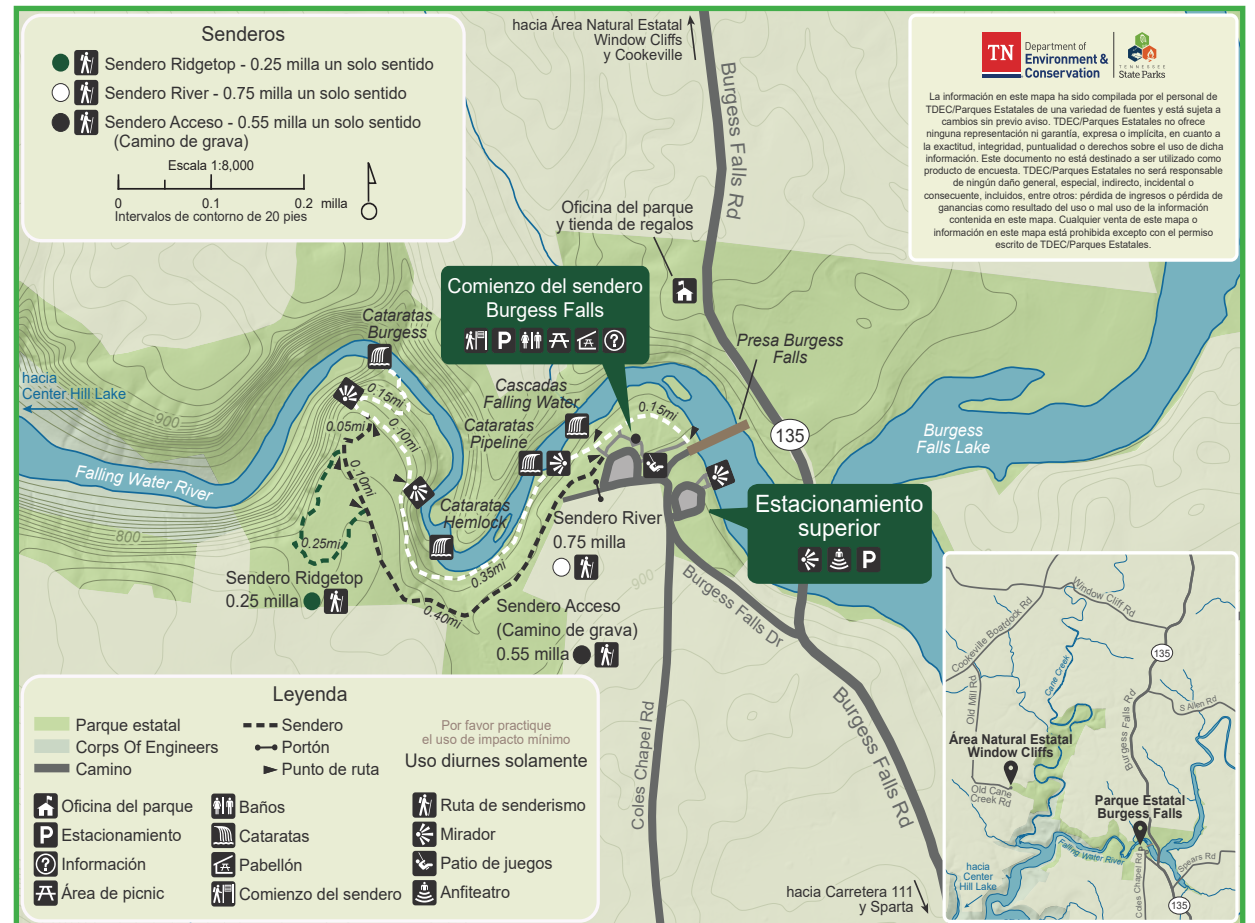 Senderos
Sendero Ridgetop - 0.25 milla un solo sentido
Sendero River - 0.75 milla un solo sentido
Sendero Acceso - 0.55 milla un solo sentido
(Camino de grava)
Escala 1:8,000
0 0.1 0.2 milla
Intervalos de contorno de 20 pies
hacia Área Natural Estatal
Window Cliffs
y Cookeville
Burgess Falls Rd
TN
Department of
Environment &
Conservation
TENNESSEE
State Parks
La información en este mapa ha sido compilada por el personal de
TDEC/Parques Estatales de una variedad de fuentes y está sujeta a
cambios sin previo aviso. TDEC/Parques Estatales no ofrece
ninguna representación ni garantía, expresa o implícita, en cuanto a
la exactitud, integridad, puntualidad o derechos sobre el uso de dicha
información. Este documento no está destinado a ser utilizado como
producto de encuesta. TDEC/Parques Estatales no será responsable
de ningún daño general, especial, indirecto, incidental o
consecuente, incluidos, entre otros: pérdida de ingresos o pérdida de
ganancias como resultado del uso o mal uso de la información
contenida en este mapa. Cualquier venta de este mapa o
información en este mapa está prohibida excepto con el permiso
escrito de TDEC/Parques Estatales.
Oficina del parque
y tienda de regalos
Comienzo del sendero
Burgess Falls
P
?
Cataratas
Burgess
Presa Burgess
Falls
hacia
Center Hill Lake
900
0.15mi
Cascadas
Falling Water
0.15mi
0.05mi
0.10mi
Cataratas
Pipeline
135
Burgess
Falls Lake
Falling Water River
0.10mi
Cataratas
Hemlock
Estacionamiento
superior
P
800
0.25mi
Sendero River
0.75 milla
900
Sendero Ridgetop
0.25 milla
0.35mi
0.40mi
Sendero Acceso
(Camino de grava)
0.55 milla
Burgess Falls Dr
Coles Chapel Rd
Burgess Falls Rd
hacia Carretera 111
y Sparta
Leyenda
Parque estatal
Corps Of Engineers
Camino
Sendero
Portón
Punto de ruta
Por favor practique
el uso de impacto mínimo
Uso diurnes solamente
Oficina del parque
P Estacionamiento
? Información
Área de picnic
Baños
Cataratas
Pabellón
Comienzo del sendero
Ruta de senderismo
Mirador
Patio de juegos
Anfiteatro
Window Cliff Rd
Cookeville Boatdock Rd
135
Cane Creek
Old Mill Rd
S Allen Rd
Burgess Falls Rd
Área Natural Estatal
Window Cliffs
Old Cane
Creek Rd
Parque Estatal
Burgess Falls
Falling Water River
Spears Rd
hacia
Center
Hill Lake
Coles Chapel Rd
135